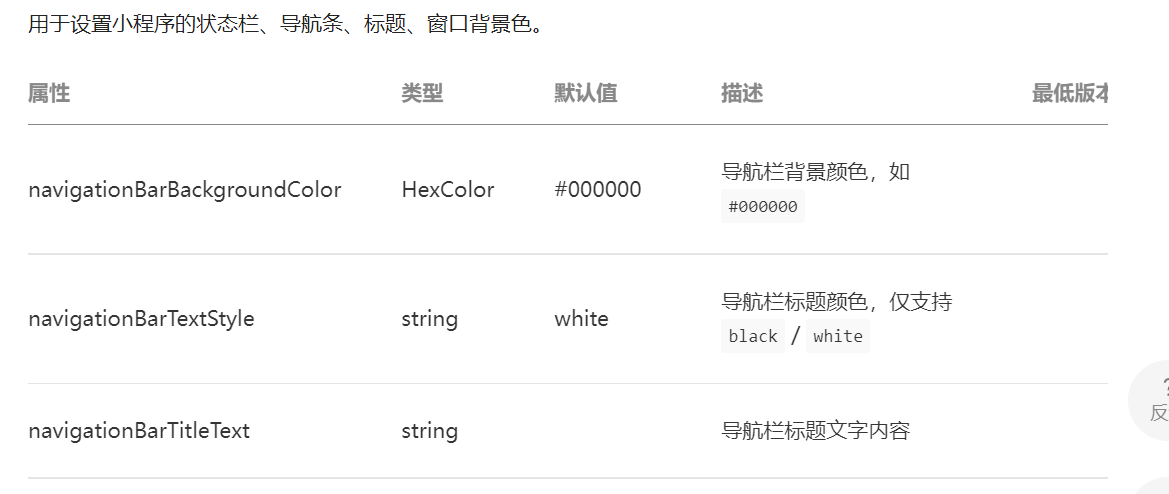 用于设置小程序的状态栏、导航条、标题、窗口背景色。
属性 类型 默认值 描述 最低版本
navigationBarBackgroundColor HexColor #000000 导航栏背景颜色，如
#000000
navigationBarTextStyle string white 导航栏标题颜色，仅支持
black / white
navigationBarTitleText string 导航栏标题文字内容
?
反